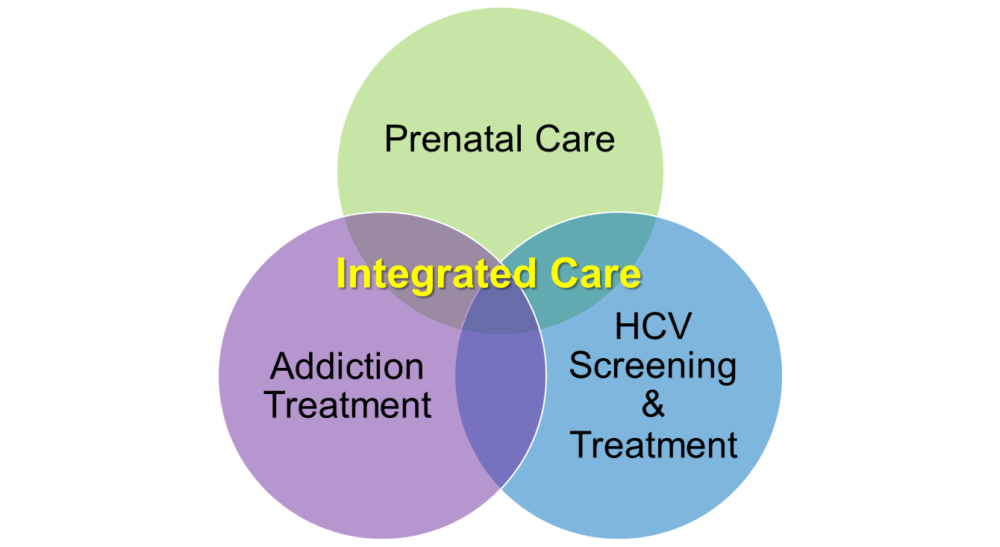 Prenatal Care
Integrated Care
Addiction
Treatment
HCV
Screening
&
Treatment